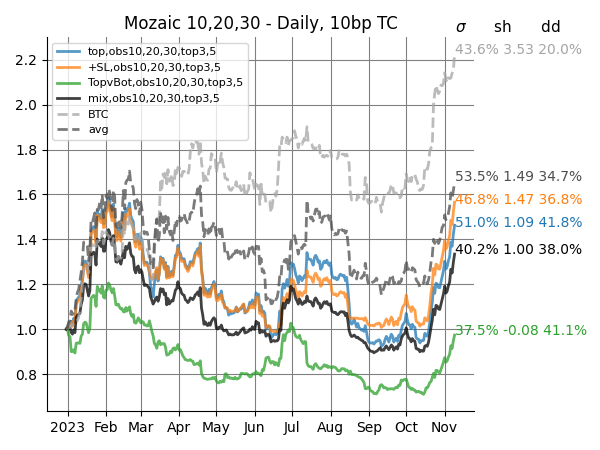 Mozaic 10,20,30 - Daily, 10bp TC
σ sh dd
top,obs10,20,30,top3,5
+SL,obs10,20,30,top3,5
TopvBot,obs10,20,30,top3,5
mix,obs10,20,30,top3,5
BTC
avg
43.6% 3.53 20.0%
53.5% 1.49 34.7%
46.8% 1.47 36.8%
51.0% 1.09 41.8%
40.2% 1.00 38.0%
37.5% -0.08 41.1%
2.2
2.0
1.8
1.6
1.4
1.2
1.0
0.8
2023 Feb Mar Apr May Jun Jul Aug Sep Oct Nov